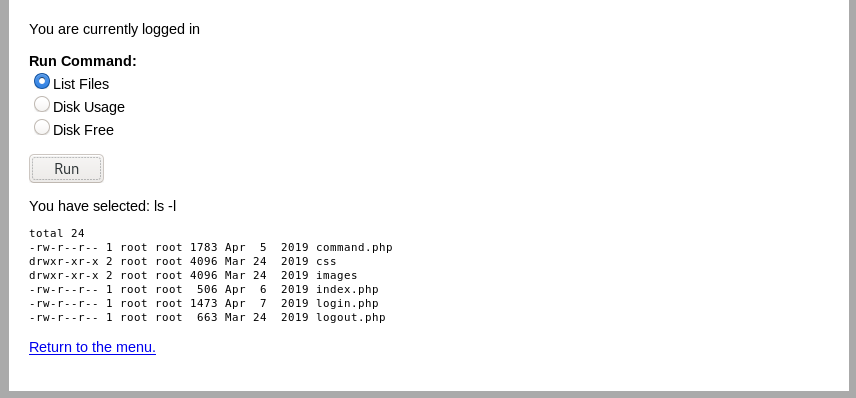 You are currently logged in
Run Command:
List Files
Disk Usage
Disk Free
Run
You have selected: ls -l
total 24
-rw-r--r-- 1 root root 1783 Apr  5  2019 command.php
drwxr-xr-x 2 root root 4096 Mar 24  2019 css
drwxr-xr-x 2 root root 4096 Mar 24  2019 images
-rw-r--r-- 1 root root  506 Apr  6  2019 index.php
-rw-r--r-- 1 root root 1473 Apr  7  2019 login.php
-rw-r--r-- 1 root root  663 Mar 24  2019 logout.php
Return to the menu.